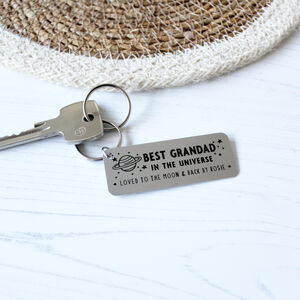 BEST GRANDAD
IN THE UNIVERSE
LOVED TO THE MOON & BACK BY ROSIE